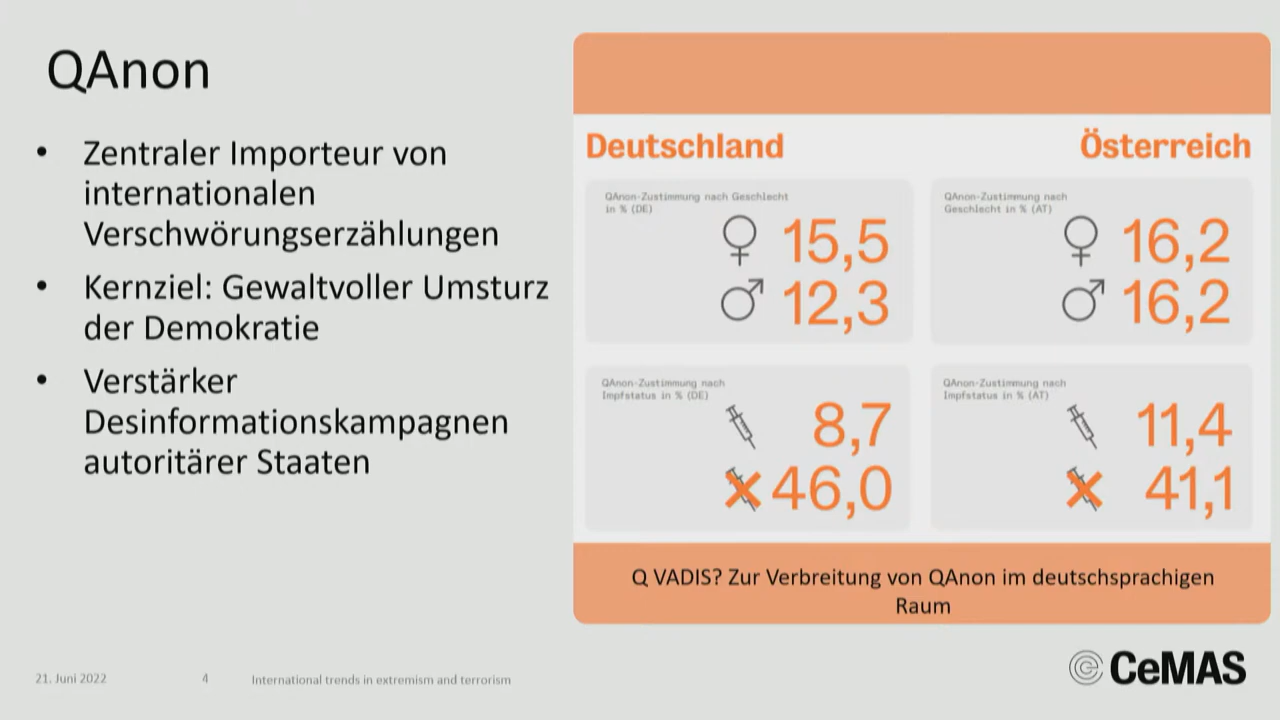 QAnon
• Zentraler Importeur von
internationalen
Verschwörungserzählungen
• Kernziel: Gewaltvoller Umsturz
der Demokratie
• Verstärker
Desinformationskampagnen
autoritärer Staaten
Deutschland
QAnon-Zustimmung nach Geschlecht
in % (DE)
15,5
12,3
QAnon-Zustimmung nach
Impfstatus in % (DE)
8,7
46,0
Österreich
QAnon-Zustimmung nach
Geschlecht in % (AT)
16,2
16,2
QAnon-Zustimmung nach
Impfstatus in % (AT)
11,4
41,1
Q VADIS? Zur Verbreitung von QAnon im deutschsprachigen
Raum
21. Juni 2022
4
International trends in extremism and terrorism
CeMAS